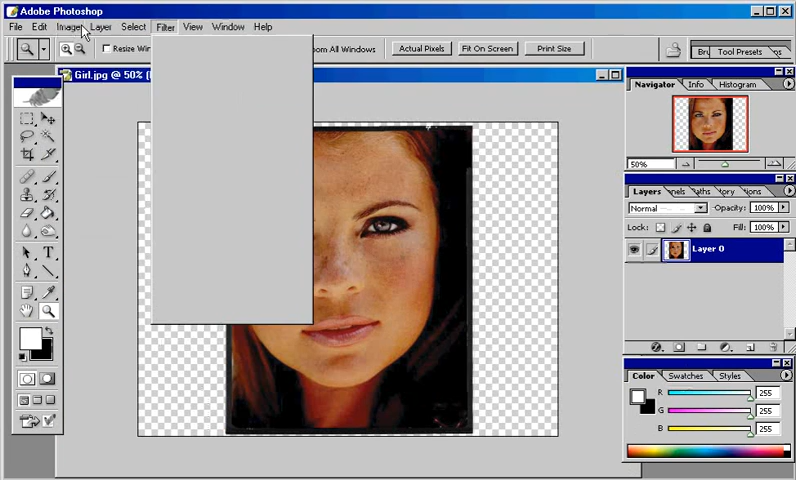 Adobe Photoshop
File Edit Image Layer Select Filter View Window Help
Resize Win
om All Windows
Actual Pixels Fit On Screen Print Size
Tool Presets
Girl.jpg @ 50%
Navigator Info Histogram
50%
Layers
Normal Opacity: 100%
Lock: Fill: 100%
Layer 0
Color Swatches Styles
R 255
G 255
B 255